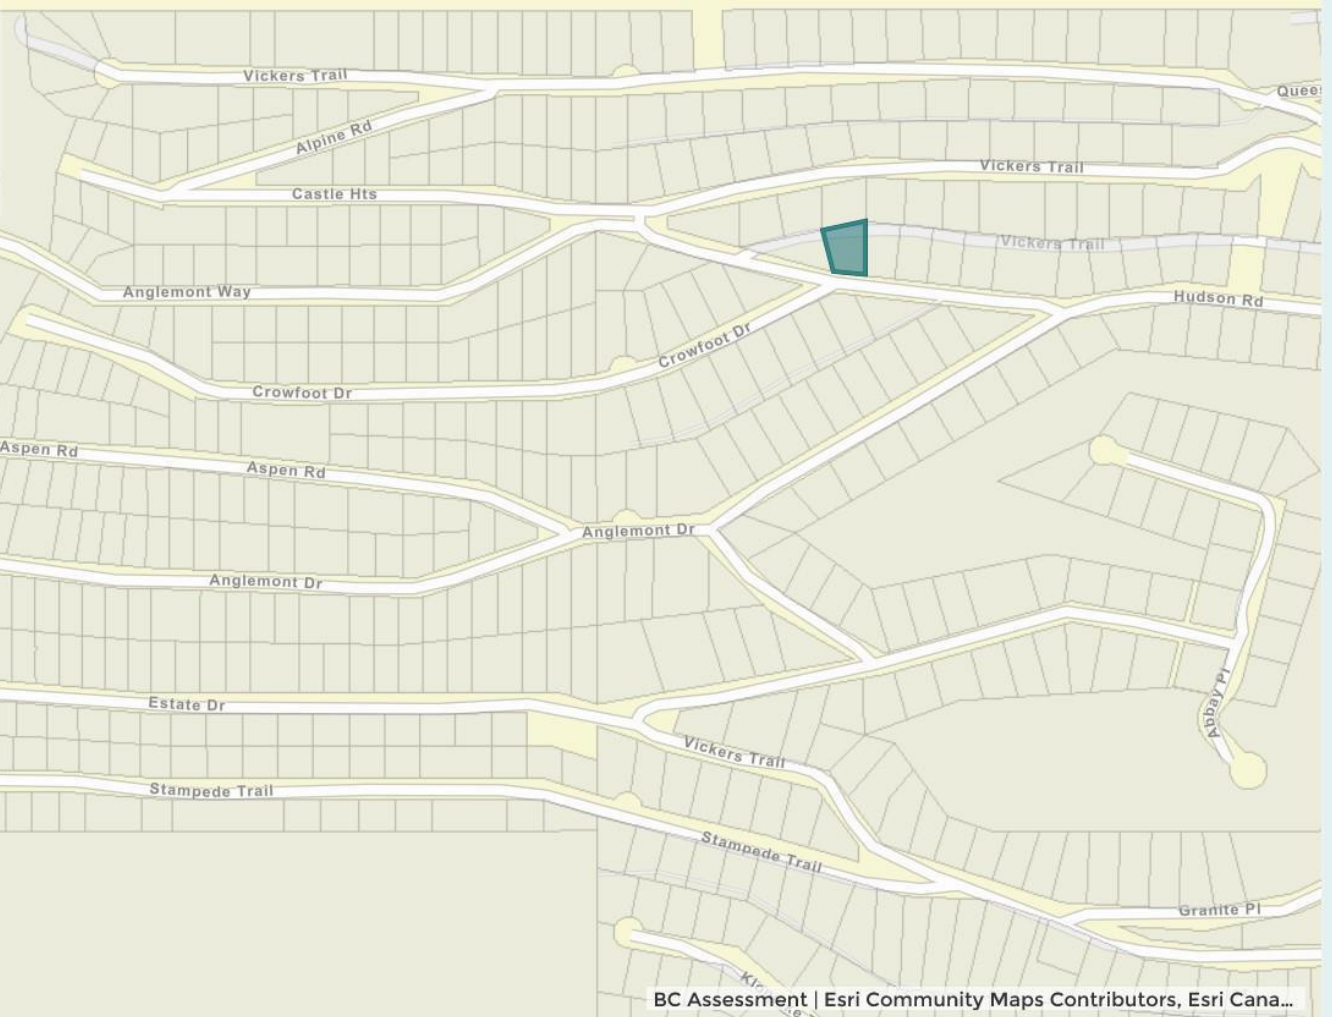 Vickers Trail
Quee
Alpine Rd
Vickers Trail
Castle Hts
Vickers Trail
Anglemont Way
Hudson Rd
Crowfoot Dr
Crowfoot Dr
Aspen Rd
Aspen Rd
Anglemont Dr
Anglemont Dr
Abbay Pl
Estate Dr
Vickers Trail
Stampede Trail
Stampede Trail
Granite Pl
BC Assessment | Esri Community Maps Contributors, Esri Cana...